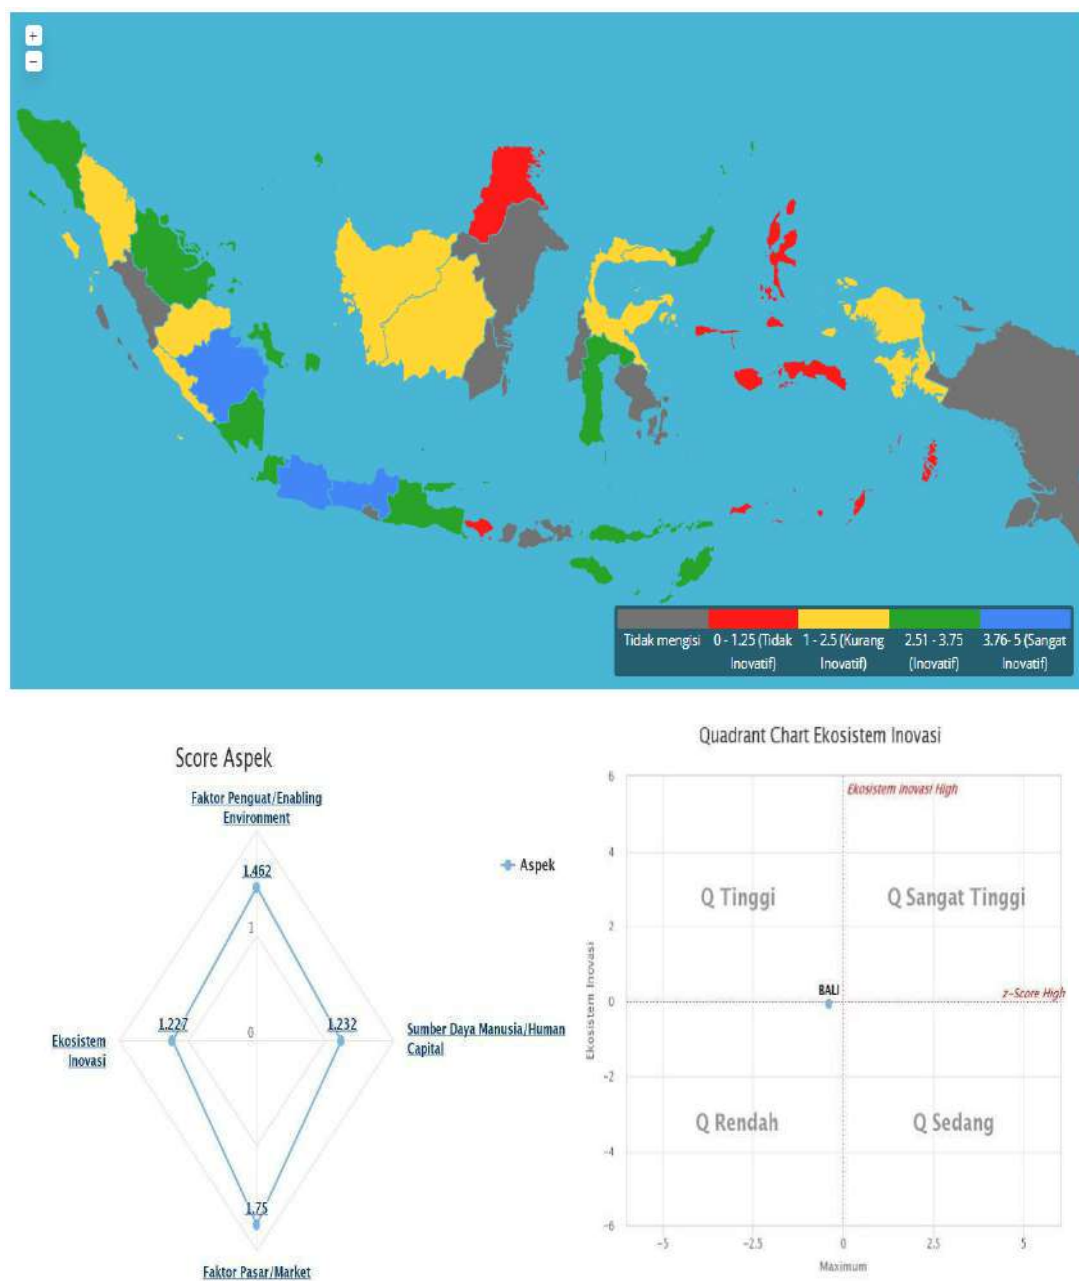 +
−
Tidak mengisi
0 - 1.25 (Tidak
Inovatif)
1 - 2.5 (Kurang
Inovatif)
2.51 - 3.75
(Inovatif)
3.76- 5 (Sangat
Inovatif)
Score Aspek
Faktor Penguat/Enabling
Environment
1.462
Aspek
1
1.227
0
1.232
Ekosistem
Inovasi
Sumber Daya Manusia/Human
Capital
1.75
Faktor Pasar/Market
Quadrant Chart Ekosistem Inovasi
6
Ekosistem Inovasi High
4
Q Tinggi
Q Sangat Tinggi
2
Ekosistem Inovasi
BALI
z-Score High
0
-2
Q Rendah
Q Sedang
-4
-6
-5
-2.5
0
2.5
5
Maximum